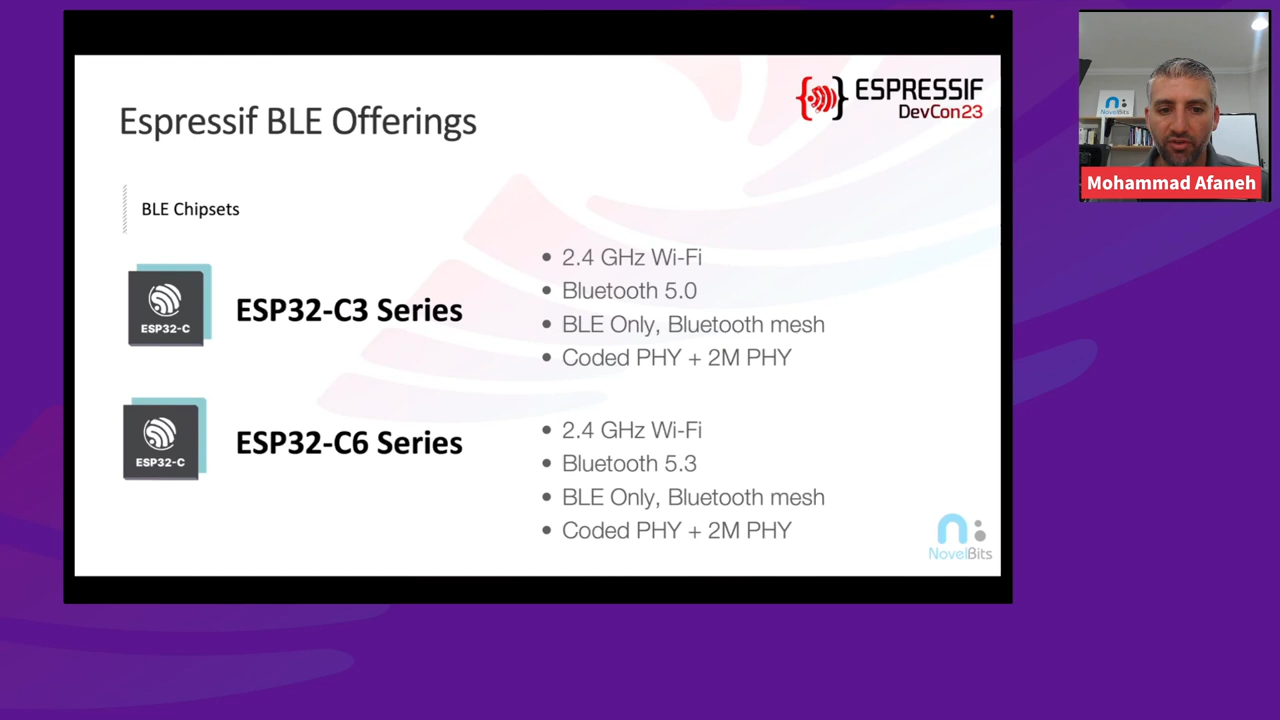 Espressif BLE Offerings
ESPRESSIF
DevCon23
NovelBits
Mohammad Afaneh
BLE Chipsets
ESP32-C
ESP32-C3 Series
• 2.4 GHz Wi-Fi
• Bluetooth 5.0
• BLE Only, Bluetooth mesh
• Coded PHY + 2M PHY
ESP32-C
ESP32-C6 Series
• 2.4 GHz Wi-Fi
• Bluetooth 5.3
• BLE Only, Bluetooth mesh
• Coded PHY + 2M PHY
NovelBits